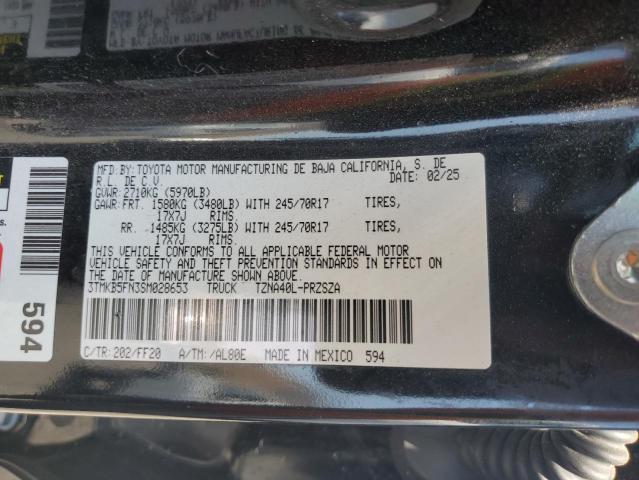 MFD. BY: TOYOTA MOTOR MANUFACTURING DE BAJA CALIFORNIA, S. DE
R.L. DE C.V. DATE: 02/25
GVWR: 2710KG (5970LB)
GAWR: FRT. 1580KG (3480LB) WITH 245/70R17 TIRES,
17X7J RIMS.
RR. 1485KG (3275LB) WITH 245/70R17 TIRES,
17X7J RIMS.
THIS VEHICLE CONFORMS TO ALL APPLICABLE FEDERAL MOTOR
VEHICLE SAFETY AND THEFT PREVENTION STANDARDS IN EFFECT ON
THE DATE OF MANUFACTURE SHOWN ABOVE.
3TMKB5FN3SM028653 TRUCK TZNA40L-PRZSZA
C/TR: 202/FF20 A/TM: /AL80E MADE IN MEXICO 594
594